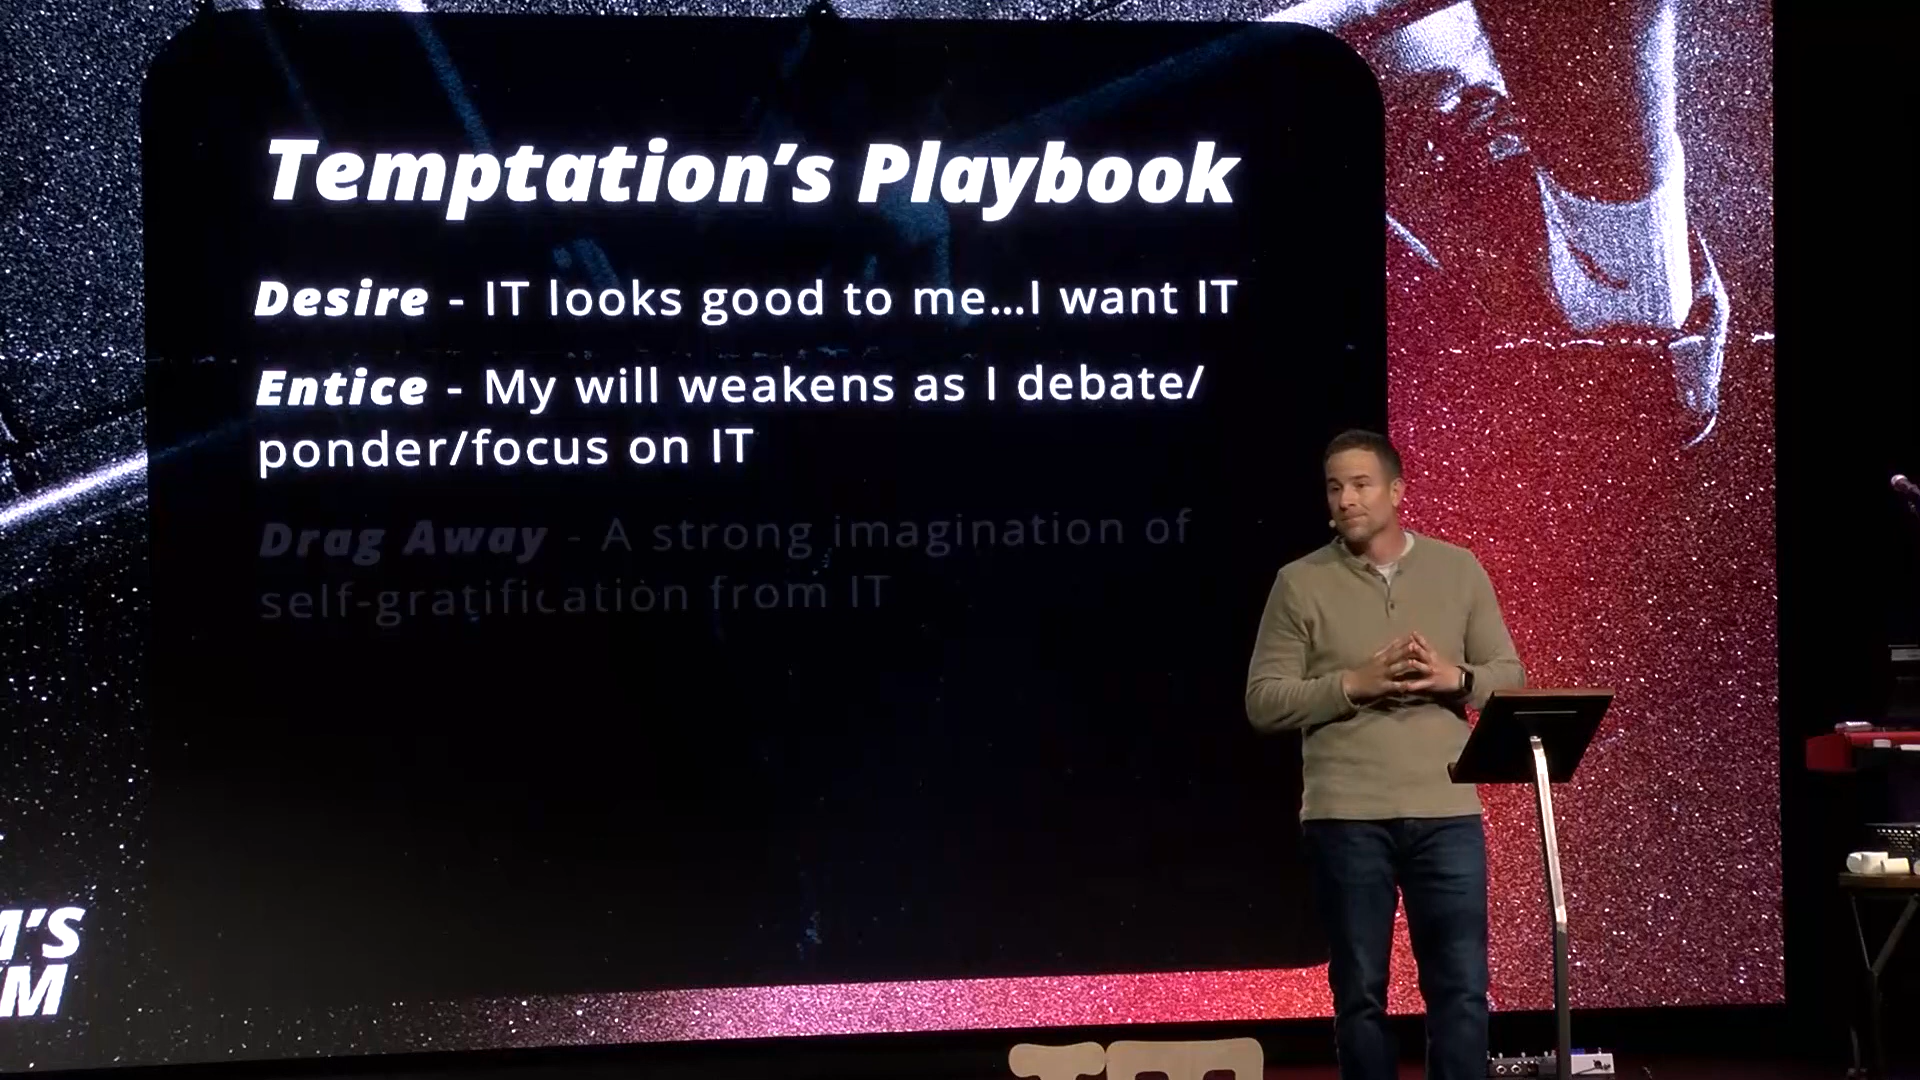 Temptation’s Playbook
Desire - IT looks good to me...I want IT
Entice - My will weakens as I debate/
ponder/focus on IT
Drag Away - A strong imagination of
self-gratification from IT
M'S
M